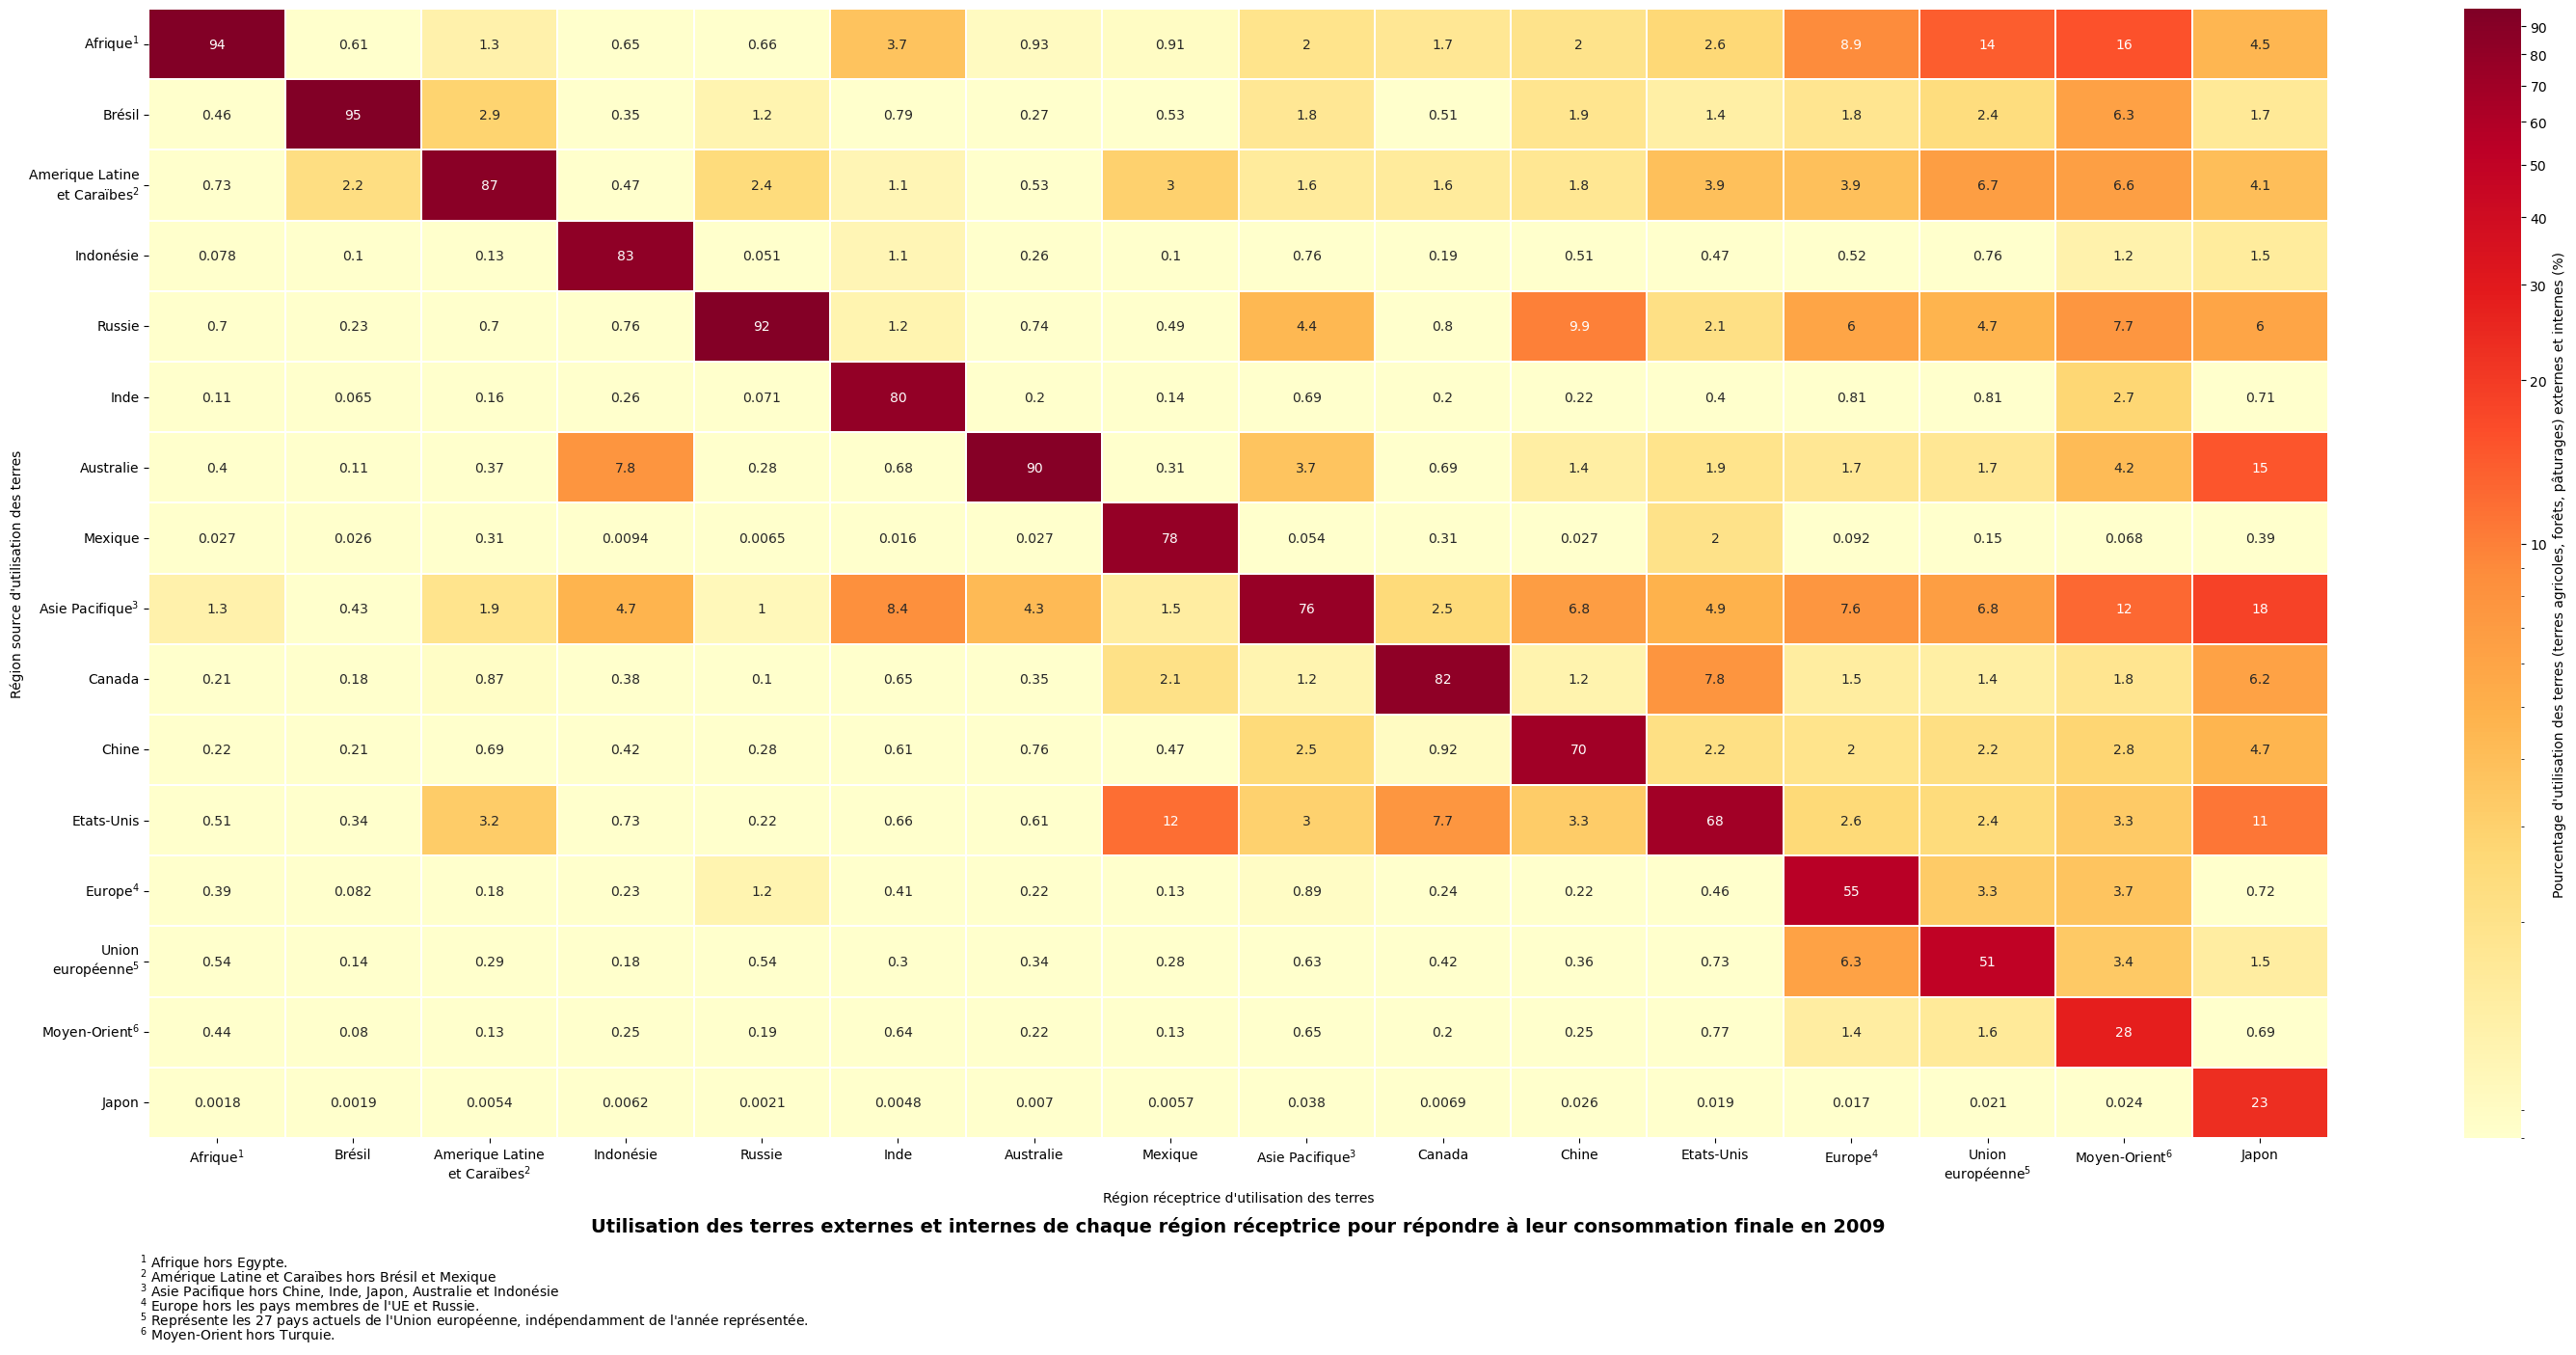 Afrique¹ 94 0.61 1.3 0.65 0.66 3.7 0.93 0.91 2 1.7 2 2.6 8.9 14 16 4.5
Brésil 0.46 95 2.9 0.35 1.2 0.79 0.27 0.53 1.8 0.51 1.9 1.4 1.8 2.4 6.3 1.7
Amerique Latine
et Caraïbes² 0.73 2.2 87 0.47 2.4 1.1 0.53 3 1.6 1.6 1.8 3.9 3.9 6.7 6.6 4.1
Indonésie 0.078 0.1 0.13 83 0.051 1.1 0.26 0.1 0.76 0.19 0.51 0.47 0.52 0.76 1.2 1.5
Russie 0.7 0.23 0.7 0.76 92 1.2 0.74 0.49 4.4 0.8 9.9 2.1 6 4.7 7.7 6
Inde 0.11 0.065 0.16 0.26 0.071 80 0.2 0.14 0.69 0.2 0.22 0.4 0.81 0.81 2.7 0.71
Australie 0.4 0.11 0.37 7.8 0.28 0.68 90 0.31 3.7 0.69 1.4 1.9 1.7 1.7 4.2 15
Mexique 0.027 0.026 0.31 0.0094 0.0065 0.016 0.027 78 0.054 0.31 0.027 2 0.092 0.15 0.068 0.39
Asie Pacifique³ 1.3 0.43 1.9 4.7 1 8.4 4.3 1.5 76 2.5 6.8 4.9 7.6 6.8 12 18
Canada 0.21 0.18 0.87 0.38 0.1 0.65 0.35 2.1 1.2 82 1.2 7.8 1.5 1.4 1.8 6.2
Chine 0.22 0.21 0.69 0.42 0.28 0.61 0.76 0.47 2.5 0.92 70 2.2 2 2.2 2.8 4.7
Etats-Unis 0.51 0.34 3.2 0.73 0.22 0.66 0.61 12 3 7.7 3.3 68 2.6 2.4 3.3 11
Europe⁴ 0.39 0.082 0.18 0.23 1.2 0.41 0.22 0.13 0.89 0.24 0.22 0.46 55 3.3 3.7 0.72
Union
européenne⁵ 0.54 0.14 0.29 0.18 0.54 0.3 0.34 0.28 0.63 0.42 0.36 0.73 6.3 51 3.4 1.5
Moyen-Orient⁶ 0.44 0.08 0.13 0.25 0.19 0.64 0.22 0.13 0.65 0.2 0.25 0.77 1.4 1.6 28 0.69
Japon 0.0018 0.0019 0.0054 0.0062 0.0021 0.0048 0.007 0.0057 0.038 0.0069 0.026 0.019 0.017 0.021 0.024 23
Région source d'utilisation des terres
Afrique¹ Brésil Amerique Latine Indonésie Russie Inde Australie Mexique Asie Pacifique³ Canada Chine Etats-Unis Europe⁴ Union Moyen-Orient⁶ Japon
et Caraïbes² européenne⁵
Région réceptrice d'utilisation des terres
90
80
70
60
50
40
30
20
10
Pourcentage d'utilisation des terres (terres agricoles, forêts, pâturages) externes et internes (%)
Utilisation des terres externes et internes de chaque région réceptrice pour répondre à leur consommation finale en 2009
¹ Afrique hors Egypte.
² Amérique Latine et Caraïbes hors Brésil et Mexique
³ Asie Pacifique hors Chine, Inde, Japon, Australie et Indonésie
⁴ Europe hors les pays membres de l'UE et Russie.
⁵ Représente les 27 pays actuels de l'Union européenne, indépendamment de l'année représentée.
⁶ Moyen-Orient hors Turquie.